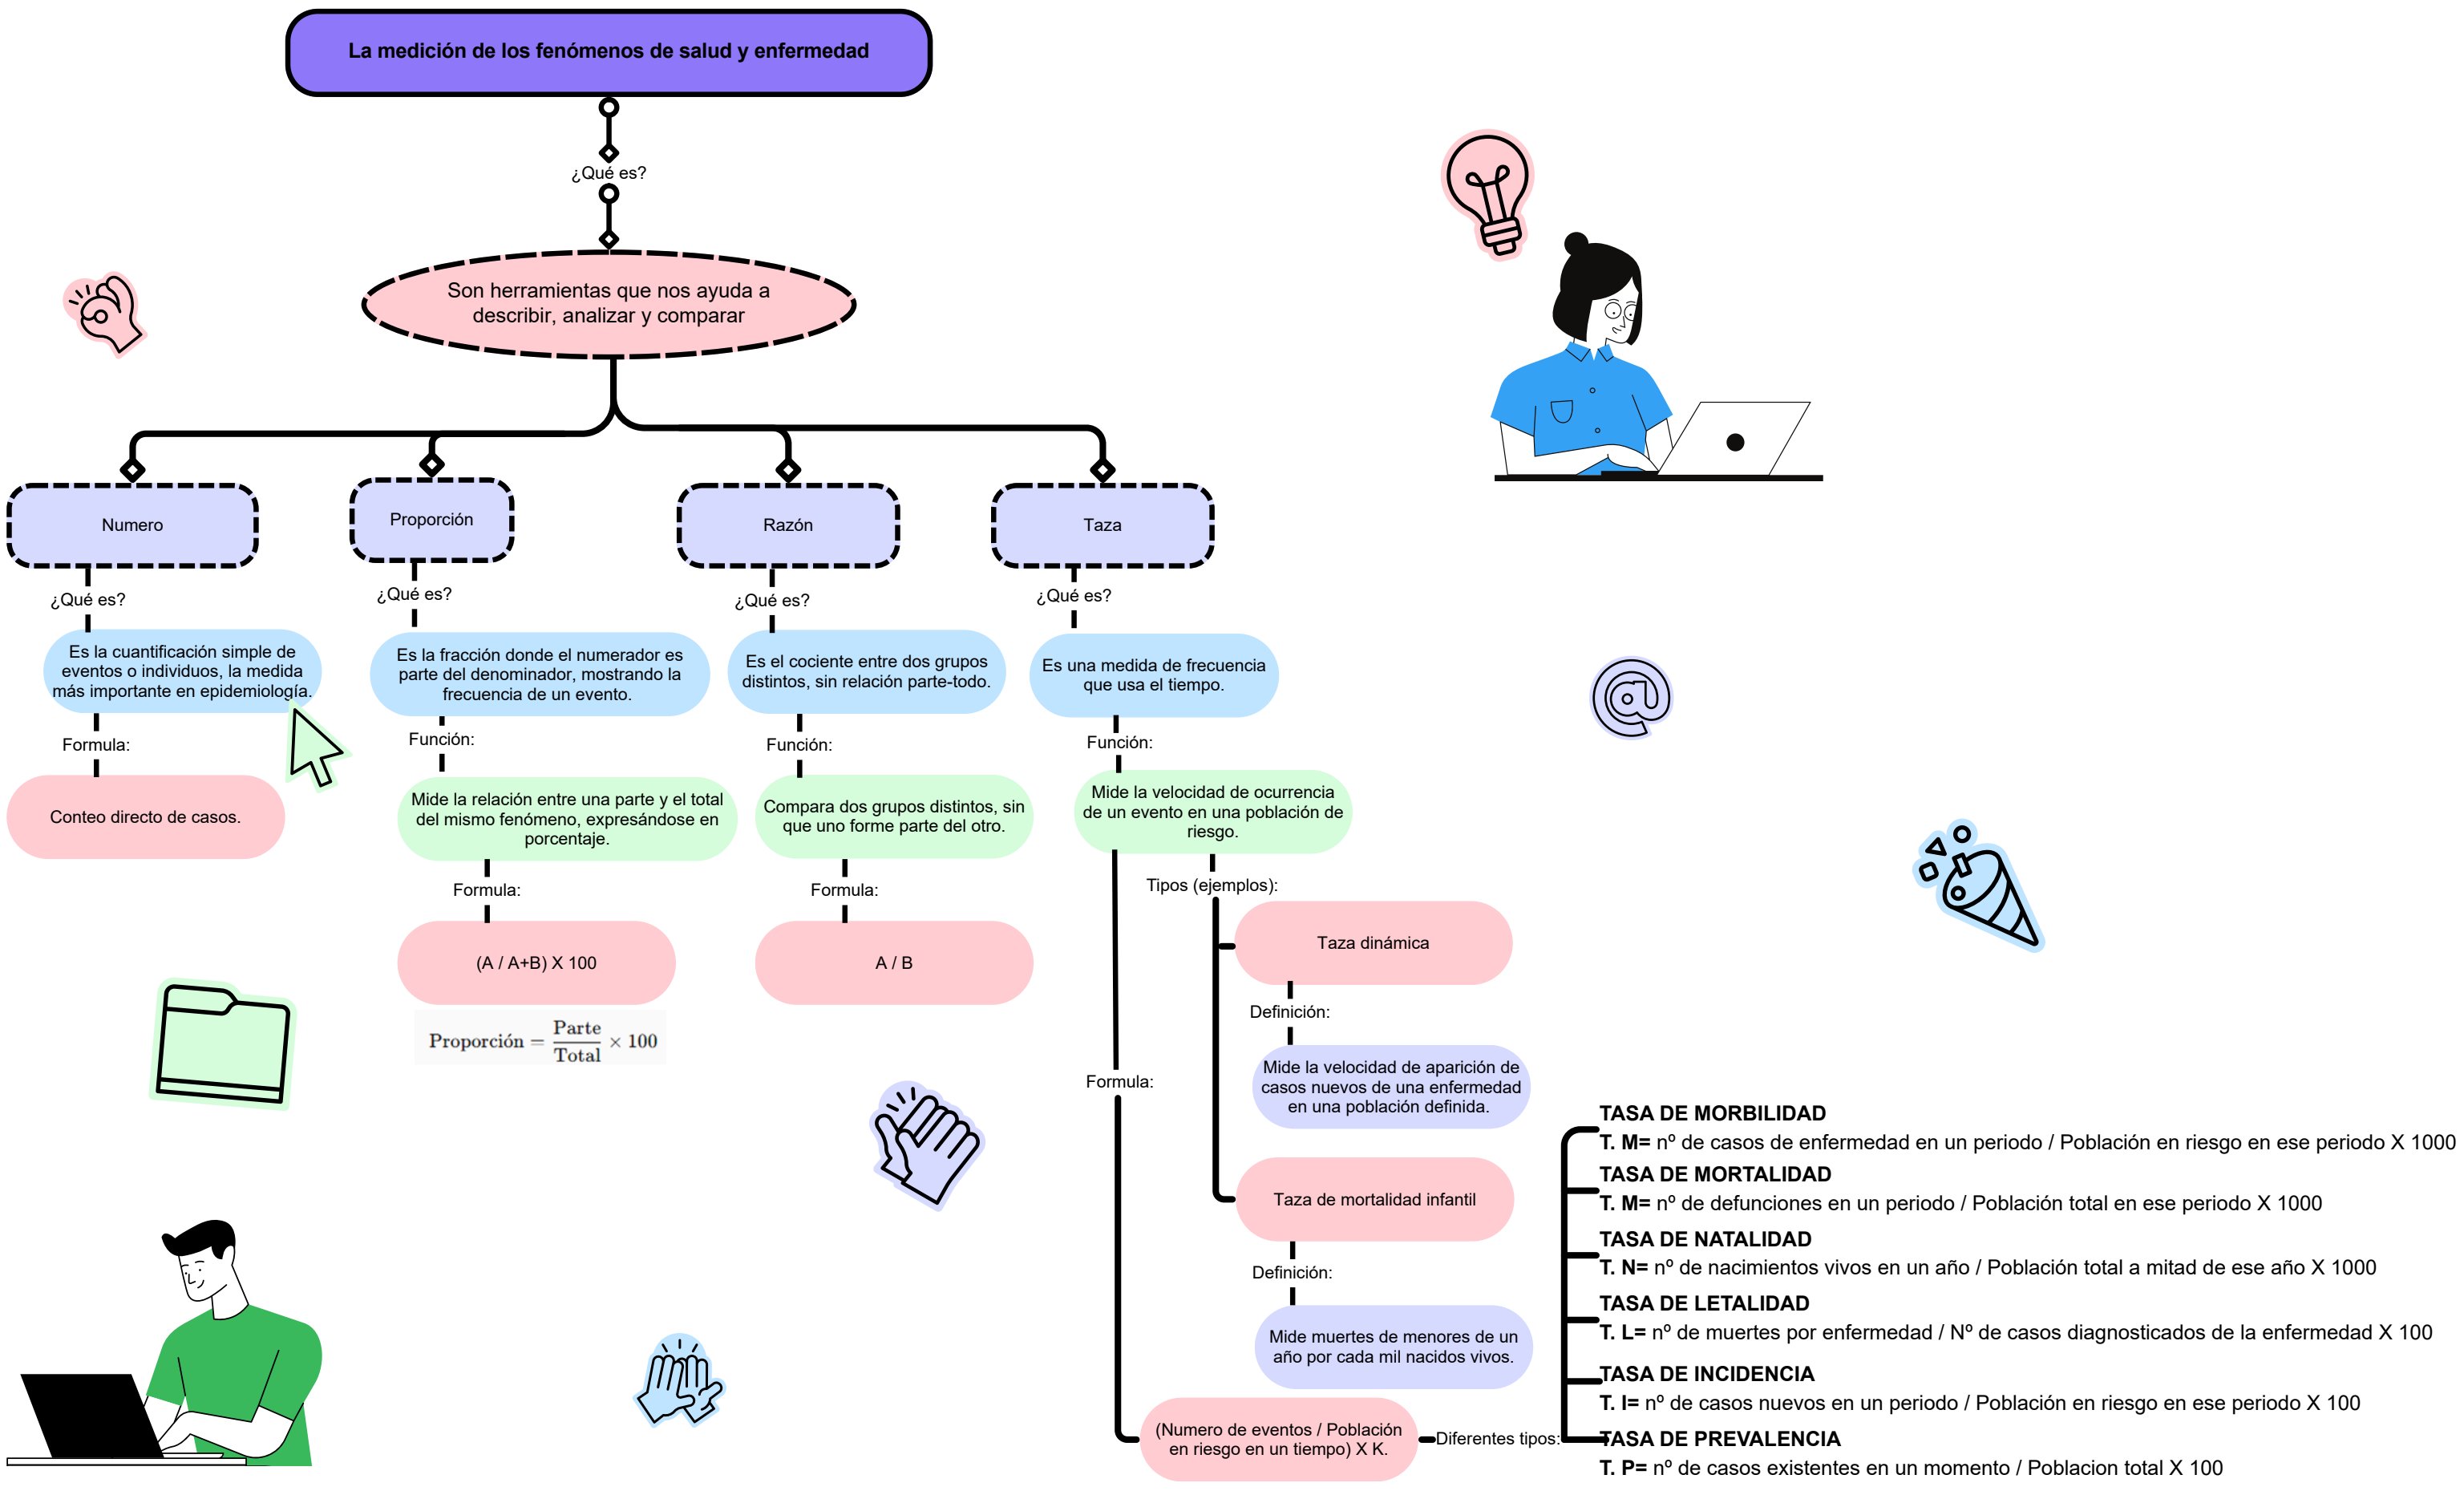 La medición de los fenómenos de salud y enfermedad
¿Qué es?
Son herramientas que nos ayuda a
describir, analizar y comparar
Numero
¿Qué es?
Es la cuantificación simple de
eventos o individuos, la medida
más importante en epidemiología.
Formula:
Conteo directo de casos.
Proporción
¿Qué es?
Es la fracción donde el numerador es
parte del denominador, mostrando la
frecuencia de un evento.
Función:
Mide la relación entre una parte y el total
del mismo fenómeno, expresándose en
porcentaje.
Formula:
(A / A+B) X 100
Proporción = Parte / Total × 100
Razón
¿Qué es?
Es el cociente entre dos grupos
distintos, sin relación parte-todo.
Función:
Compara dos grupos distintos, sin
que uno forme parte del otro.
Formula:
A / B
Taza
¿Qué es?
Es una medida de frecuencia
que usa el tiempo.
Función:
Mide la velocidad de ocurrencia
de un evento en una población de
riesgo.
Tipos (ejemplos):
Taza dinámica
Definición:
Mide la velocidad de aparición de
casos nuevos de una enfermedad
en una población definida.
Taza de mortalidad infantil
Definición:
Mide muertes de menores de un
año por cada mil nacidos vivos.
Formula:
(Numero de eventos / Población
en riesgo en un tiempo) X K.
Diferentes tipos:
TASA DE MORBILIDAD
T. M= nº de casos de enfermedad en un periodo / Población en riesgo en ese periodo X 1000
TASA DE MORTALIDAD
T. M= nº de defunciones en un periodo / Población total en ese periodo X 1000
TASA DE NATALIDAD
T. N= nº de nacimientos vivos en un año / Población total a mitad de ese año X 1000
TASA DE LETALIDAD
T. L= nº de muertes por enfermedad / Nº de casos diagnosticados de la enfermedad X 100
TASA DE INCIDENCIA
T. I= nº de casos nuevos en un periodo / Población en riesgo en ese periodo X 100
TASA DE PREVALENCIA
T. P= nº de casos existentes en un momento / Poblacion total X 100